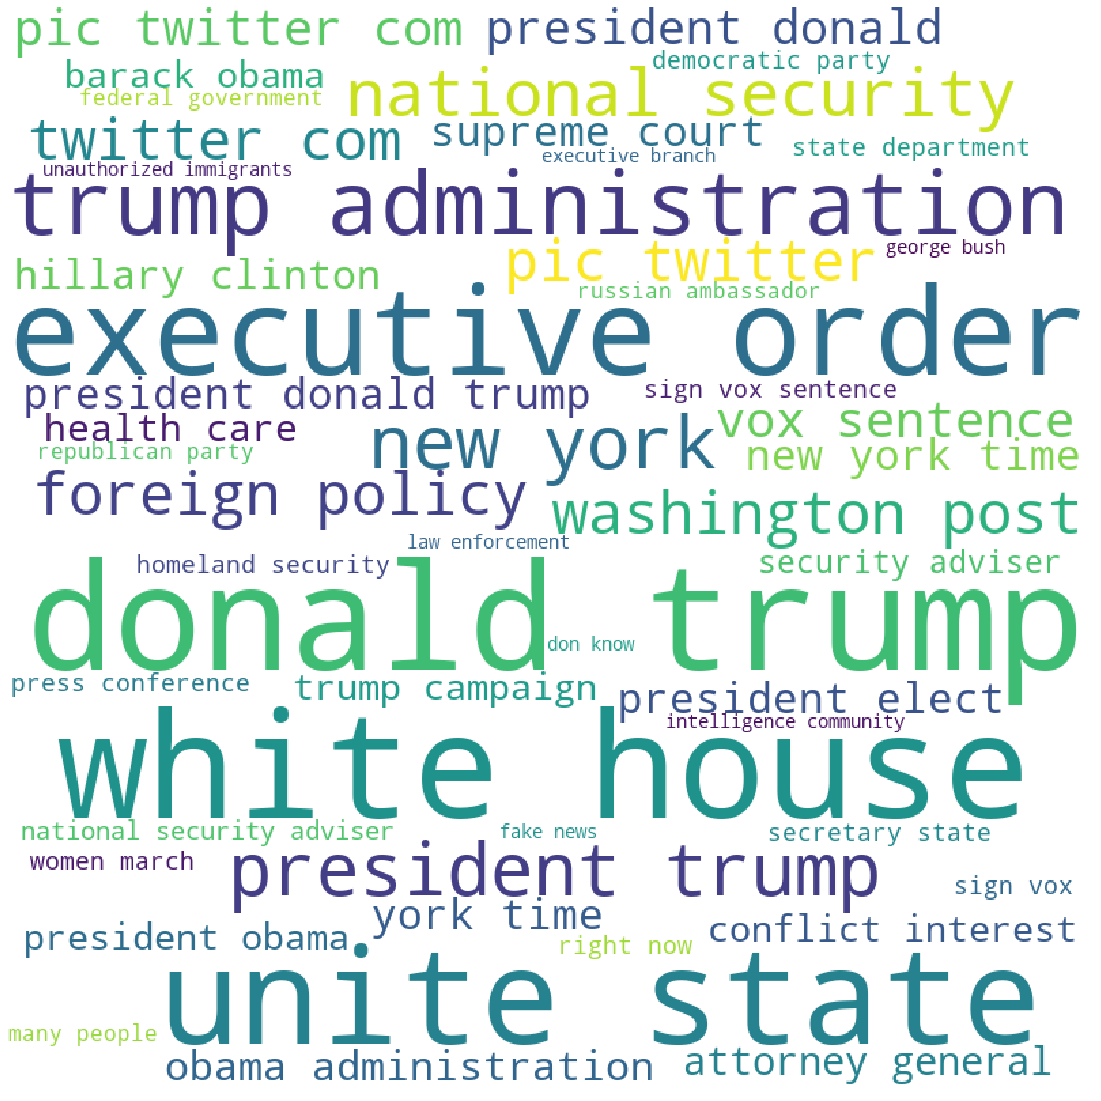 pic twitter com president donald
barack obama democratic party
federal government national security
twitter com supreme court
executive branch state department
unauthorized immigrants
trump administration
hillary clinton pic twitter george bush
russian ambassador
executive order
president donald trump sign vox sentence
health care new york vox sentence
republican party new york time
foreign policy washington post
law enforcement
homeland security security adviser
donald trump
don know
press conference trump campaign president elect
intelligence community
white house
national security adviser fake news secretary state
women march president trump
sign vox
york time
president obama right now conflict interest
unite state
many people
obama administration attorney general